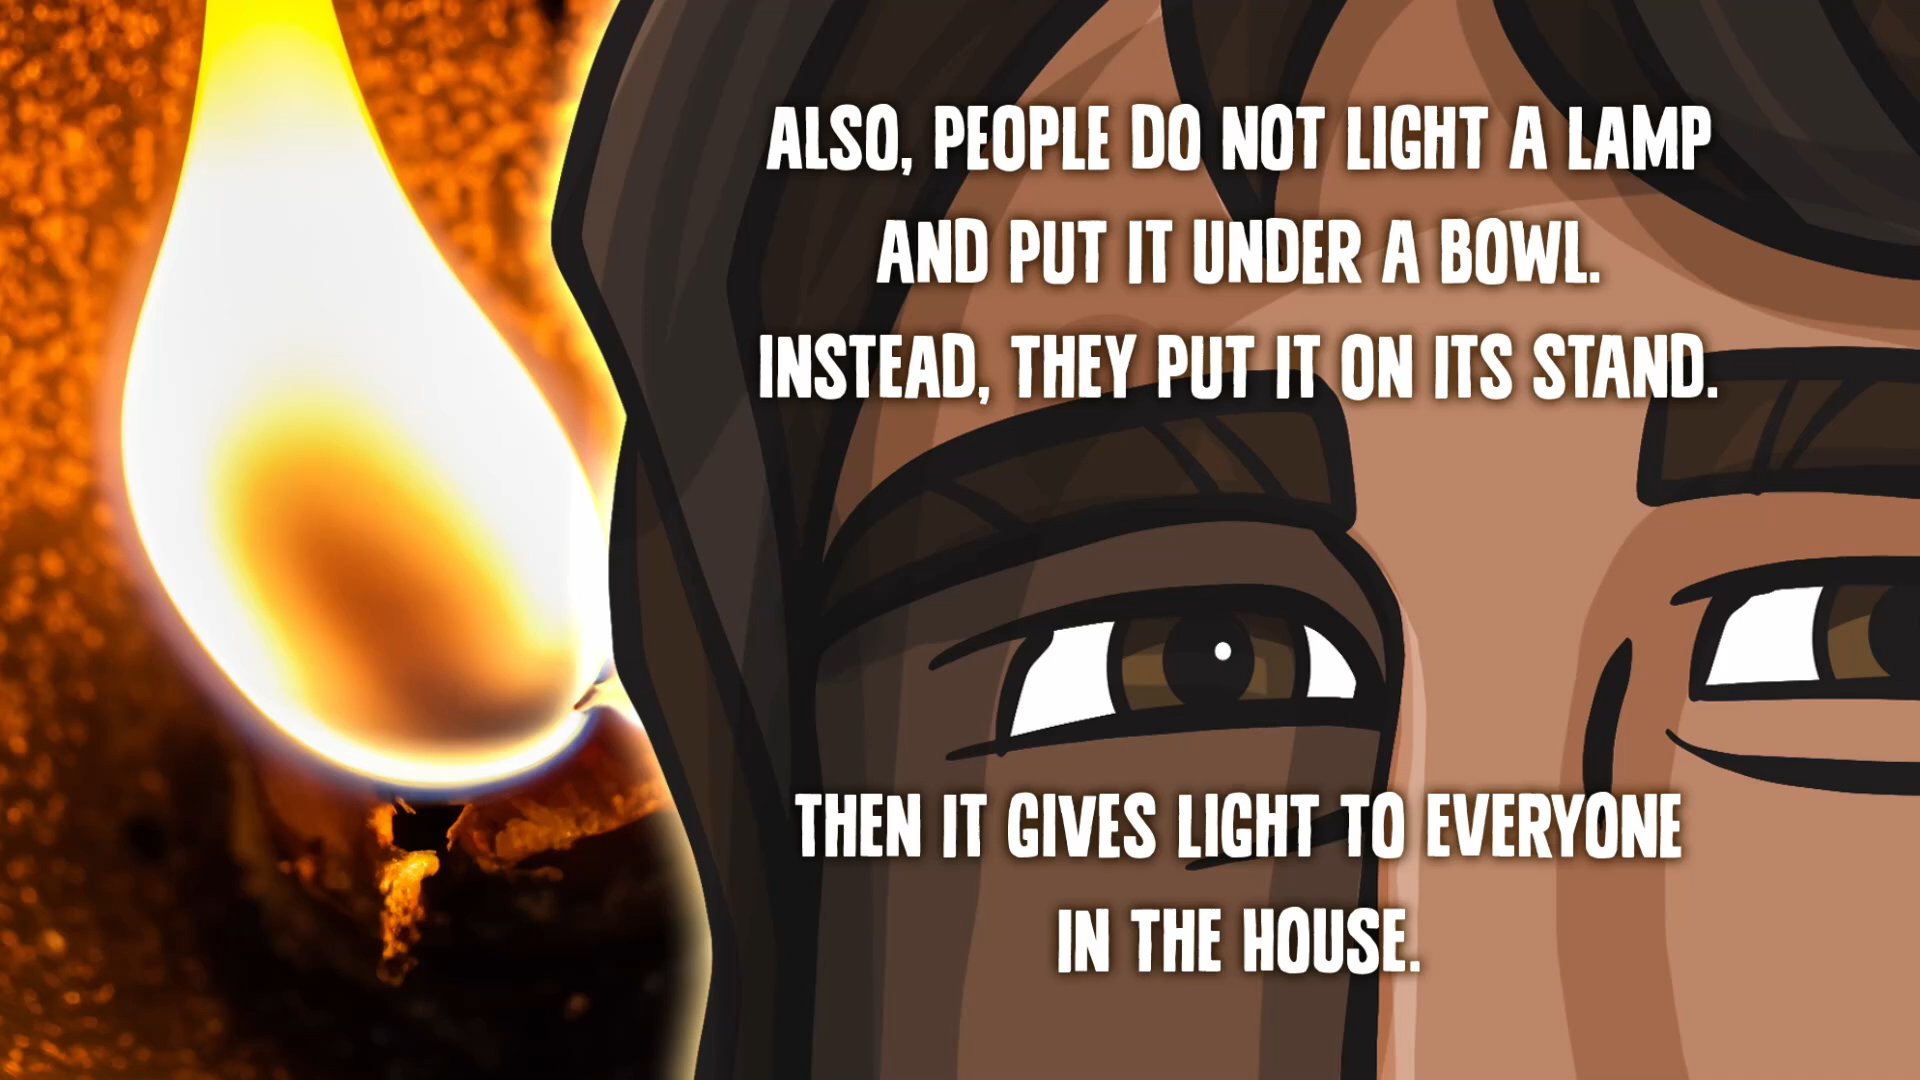 ALSO, PEOPLE DO NOT LIGHT A LAMP
AND PUT IT UNDER A BOWL.
INSTEAD, THEY PUT IT ON ITS STAND.
THEN IT GIVES LIGHT TO EVERYONE
IN THE HOUSE.